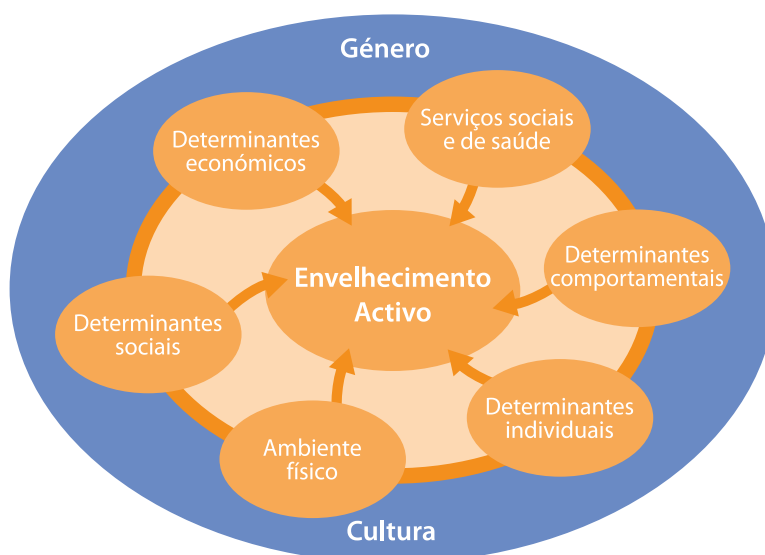 Género
Serviços sociais
e de saúde
Determinantes
económicos
Determinantes
comportamentais
Envelhecimento
Activo
Determinantes
sociais
Determinantes
individuais
Ambiente
físico
Cultura